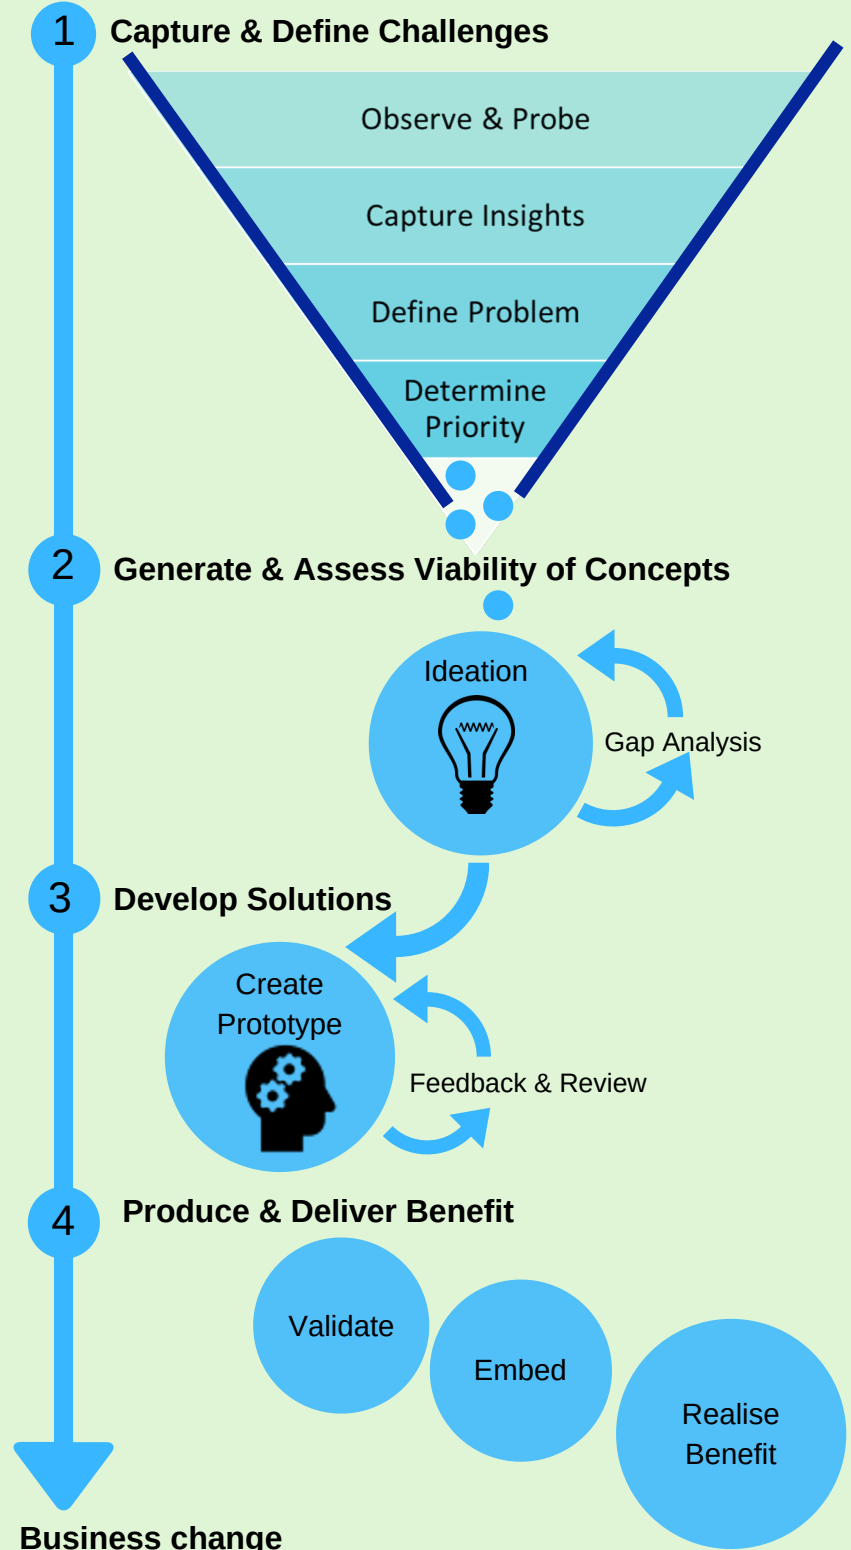 1
Capture & Define Challenges
Observe & Probe
Capture Insights
Define Problem
Determine
Priority
2
Generate & Assess Viability of Concepts
Ideation
Gap Analysis
3
Develop Solutions
Create
Prototype
Feedback & Review
4
Produce & Deliver Benefit
Validate
Embed
Realise
Benefit
Business change